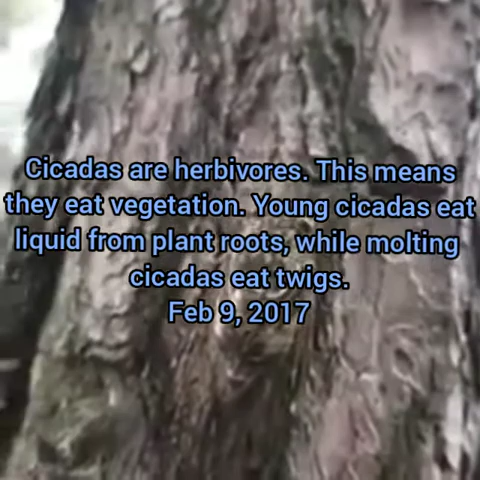 Cicadas are herbivores. This means
they eat vegetation. Young cicadas eat
liquid from plant roots, while molting
cicadas eat twigs.
Feb 9, 2017